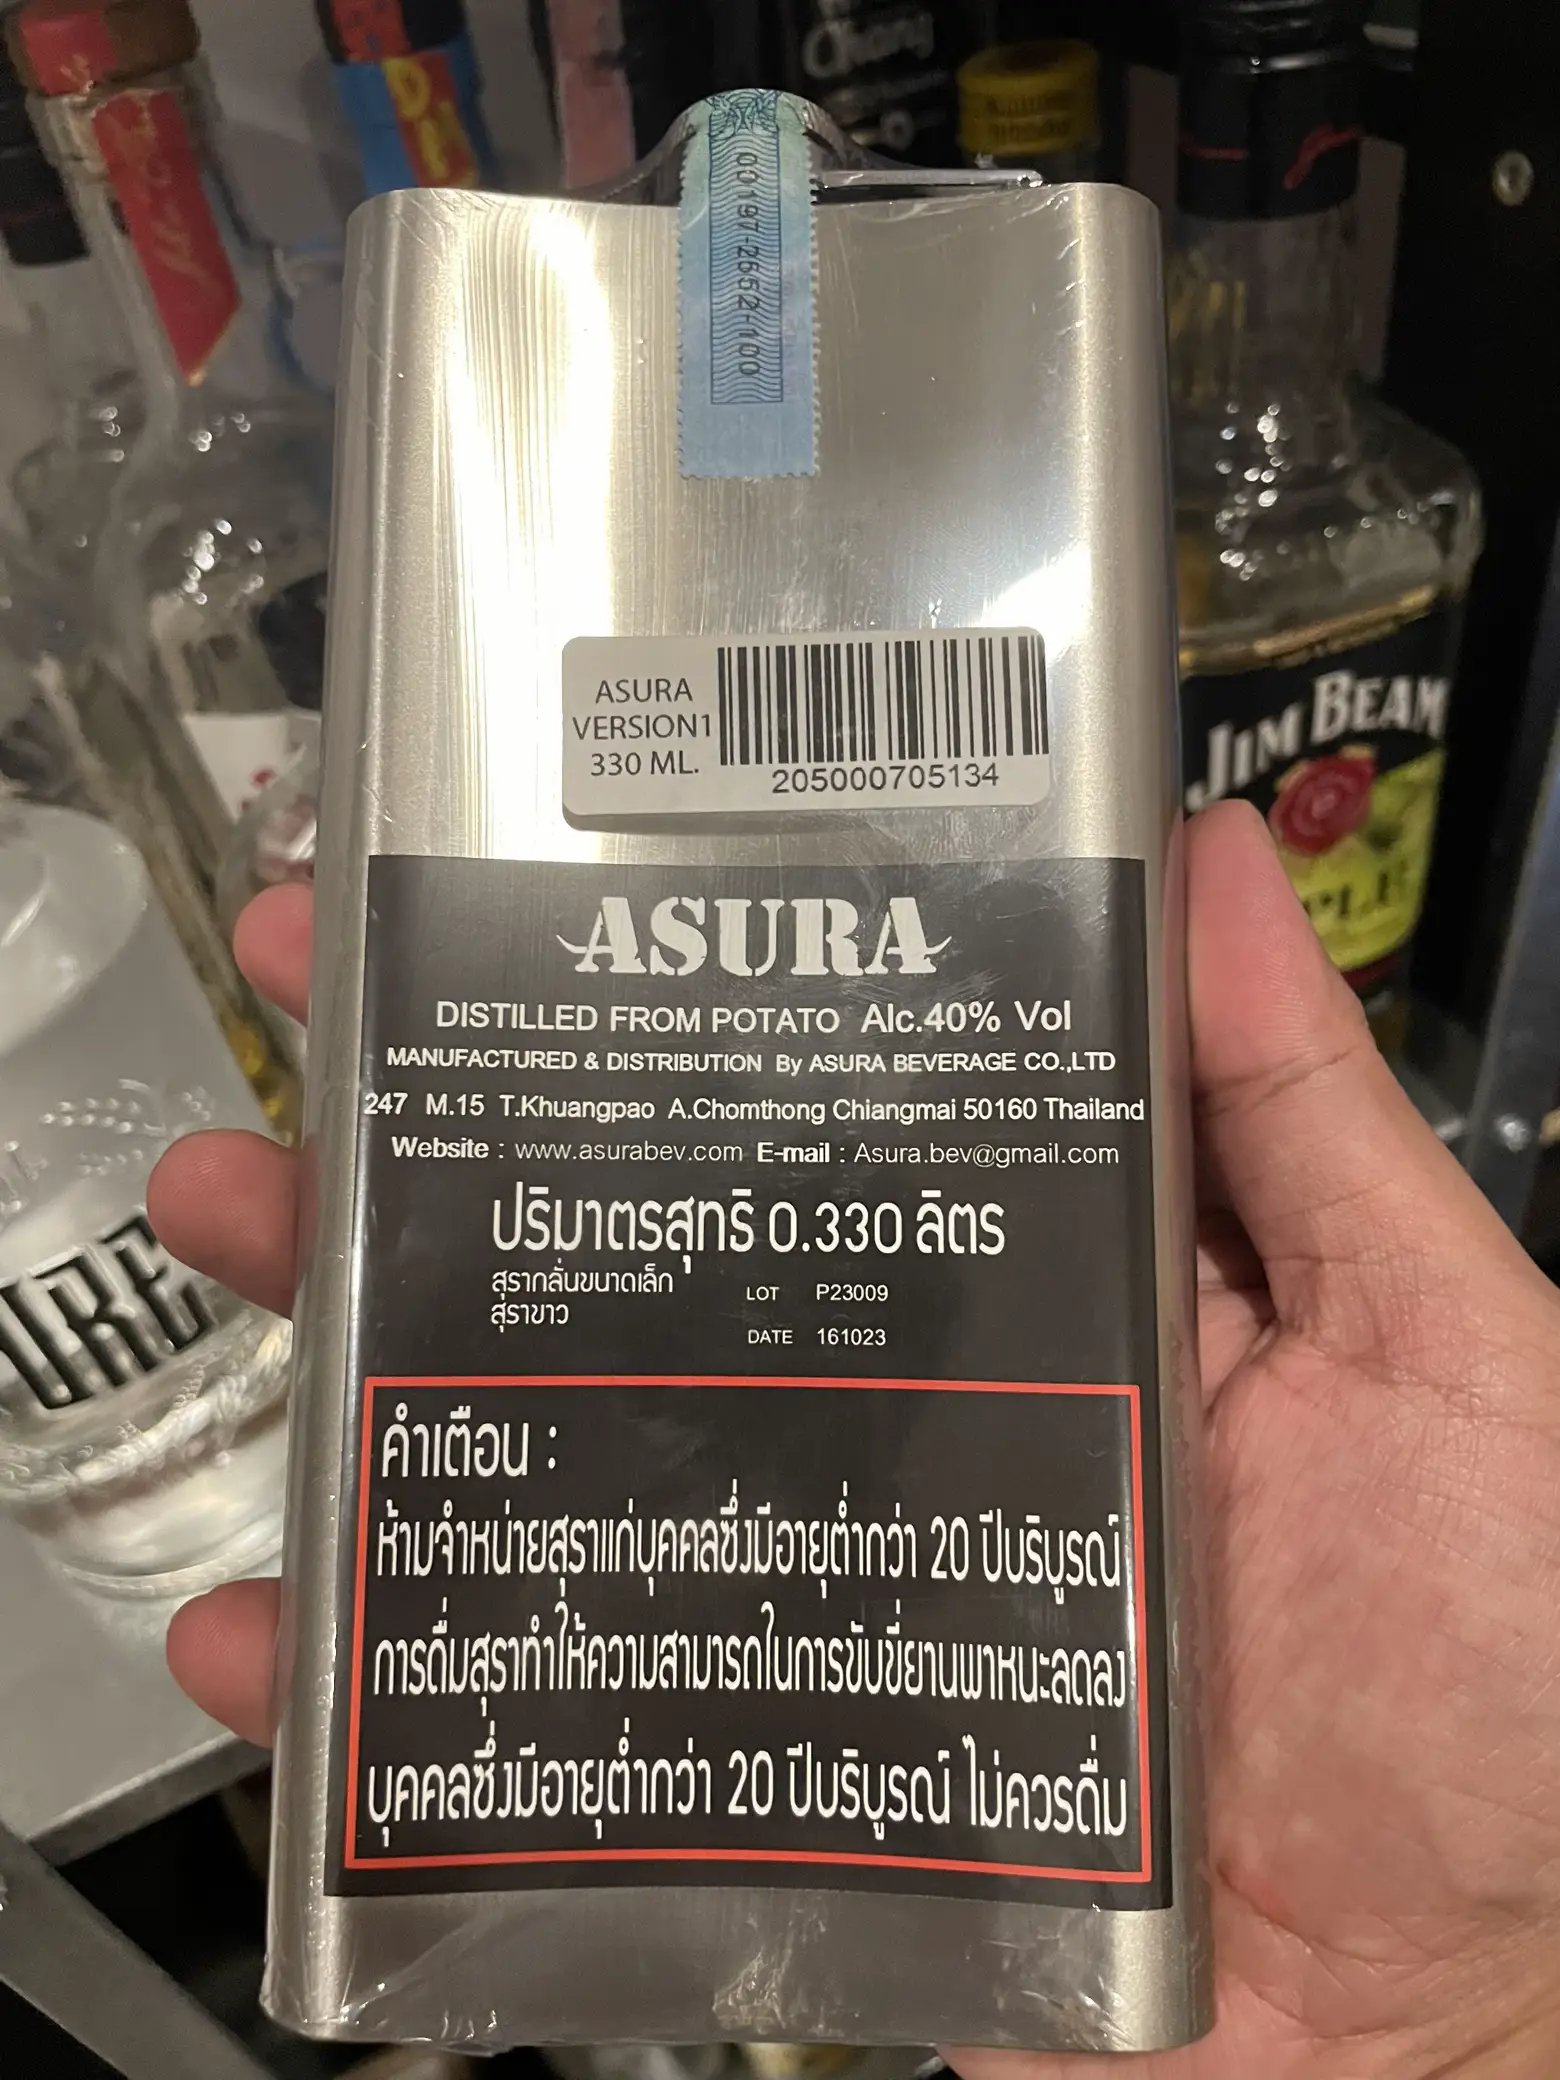 Chang
00197-2652-100
ASURA
VERSION1
330 ML.
205000705134
JIM BEAM
ASURA
DISTILLED FROM POTATO Alc.40% Vol
MANUFACTURED & DISTRIBUTION By ASURA BEVERAGE CO.,LTD
247 M.15 T.Khuangpao A.Chomthong Chiangmai 50160 Thailand
Website : www.asurabev.com E-mail : Asura.bev@gmail.com
ปริมาตรสุทธิ 0.330 ลิตร
สุรากลั่นขนาดเล็ก
สุราขาว
LOT P23009
DATE 161023
URE
คำเตือน :
ห้ามจำหน่ายสุราแก่บุคคลซึ่งมีอายุต่ำกว่า 20 ปีบริบูรณ์
การดื่มสุราทำให้ความสามารถในการขับขี่ยานพาหนะลดลง
บุคคลซึ่งมีอายุต่ำกว่า 20 ปีบริบูรณ์ ไม่ควรดื่ม